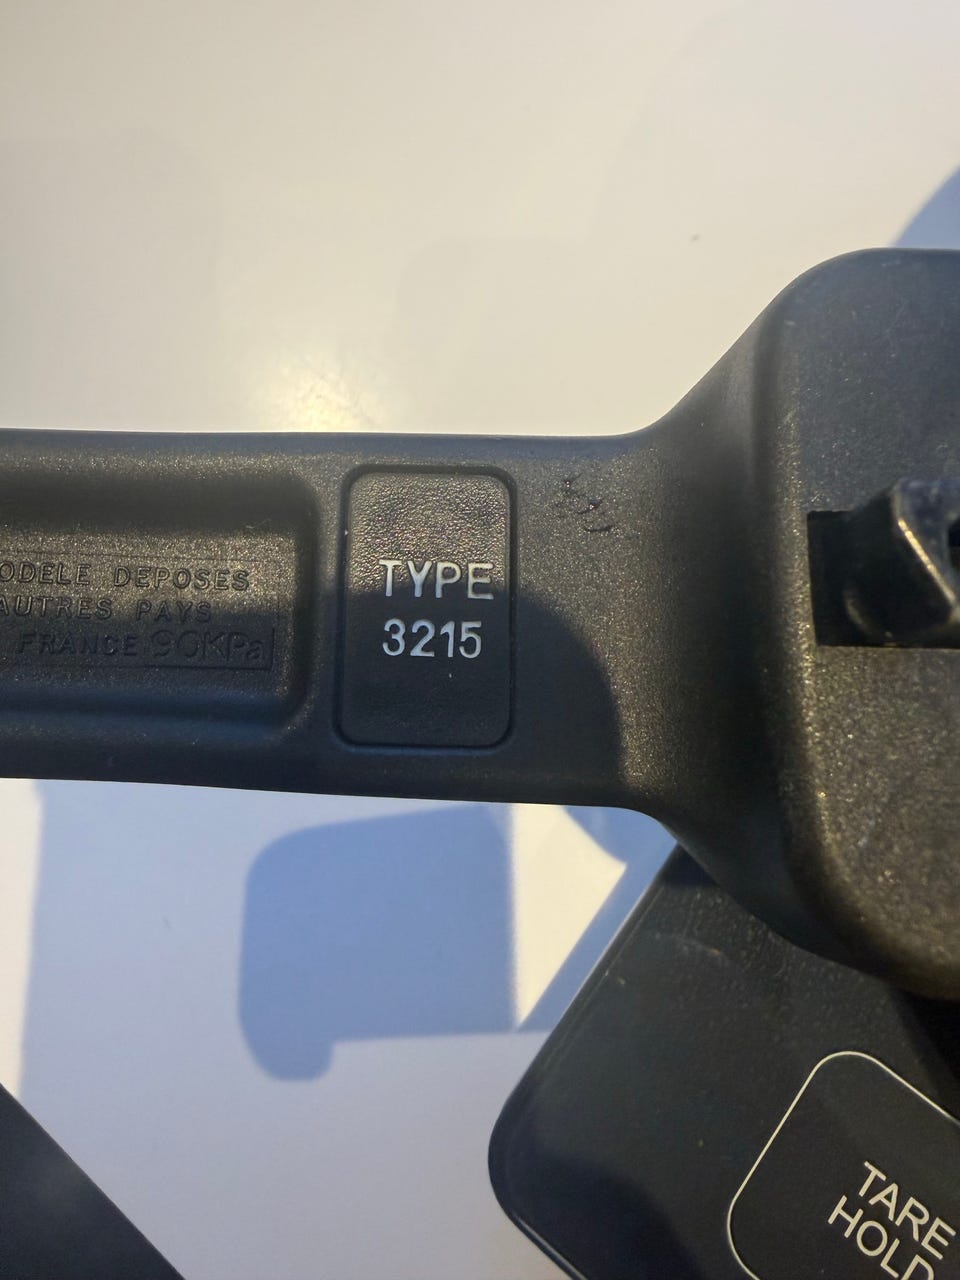 ODELE DEPOSES
AUTRES PAYS
FRANCE 90KPa
TYPE
3215
TARE
HOLD